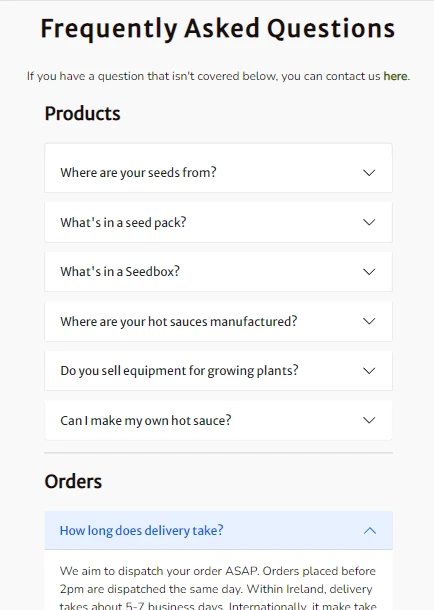 Frequently Asked Questions
If you have a question that isn't covered below, you can contact us here.
Products
Where are your seeds from?
What's in a seed pack?
What's in a Seedbox?
Where are your hot sauces manufactured?
Do you sell equipment for growing plants?
Can I make my own hot sauce?
Orders
How long does delivery take?
We aim to dispatch your order ASAP. Orders placed before
2pm are dispatched the same day. Within Ireland, delivery
takes about 5-7 business days. Internationally, it make take